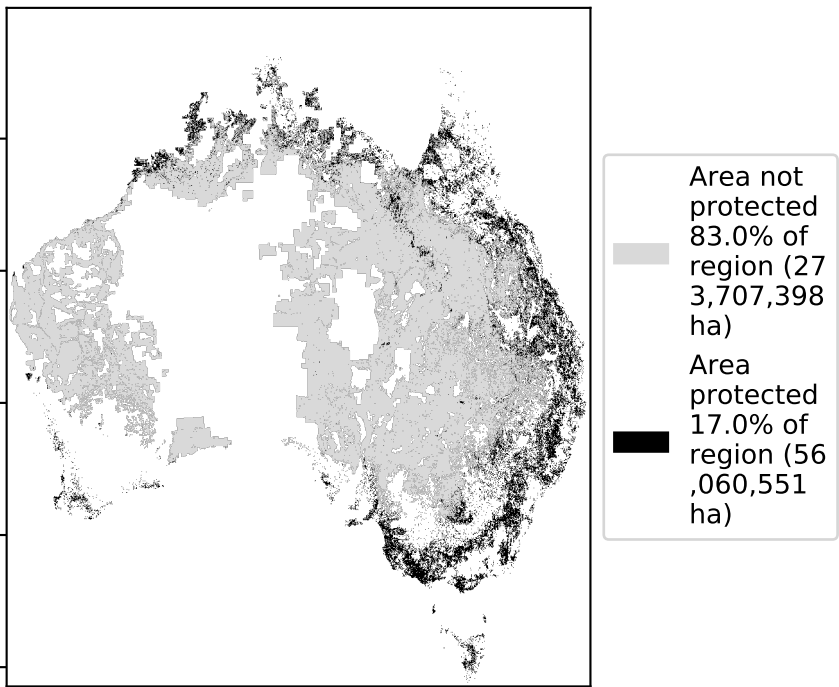 Area not
protected
83.0% of
region (27
3,707,398
ha)
Area
protected
17.0% of
region (56
,060,551
ha)